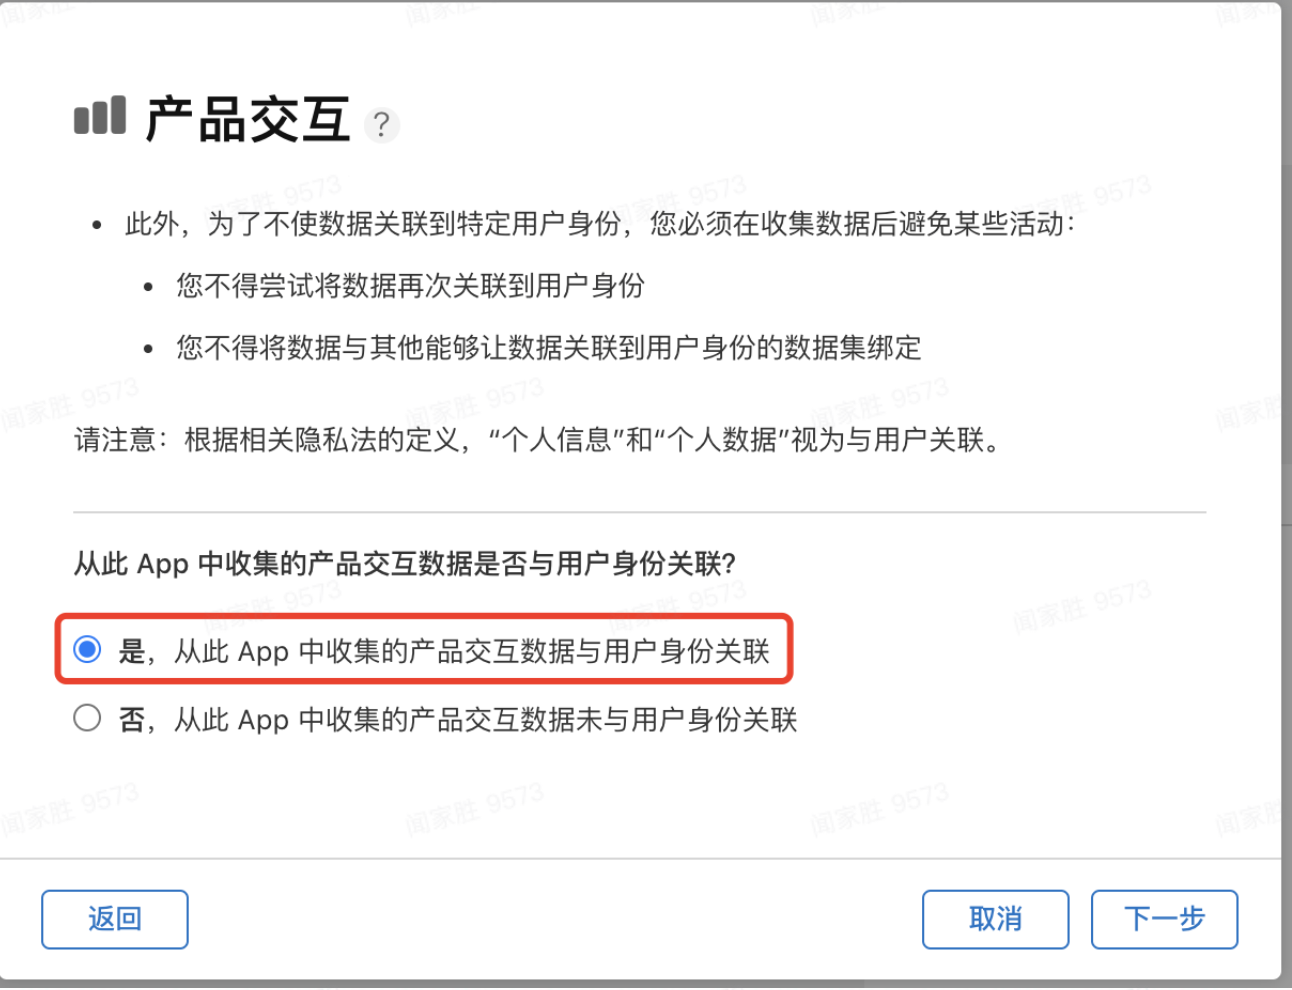 产品交互 ?
此外，为了不使数据关联到特定用户身份，您必须在收集数据后避免某些活动：
您不得尝试将数据再次关联到用户身份
您不得将数据与其他能够让数据关联到用户身份的数据集绑定
请注意：根据相关隐私法的定义，“个人信息”和“个人数据”视为与用户关联。
从此 App 中收集的产品交互数据是否与用户身份关联？
是，从此 App 中收集的产品交互数据与用户身份关联
否，从此 App 中收集的产品交互数据未与用户身份关联
返回
取消
下一步
闻家胜 9573